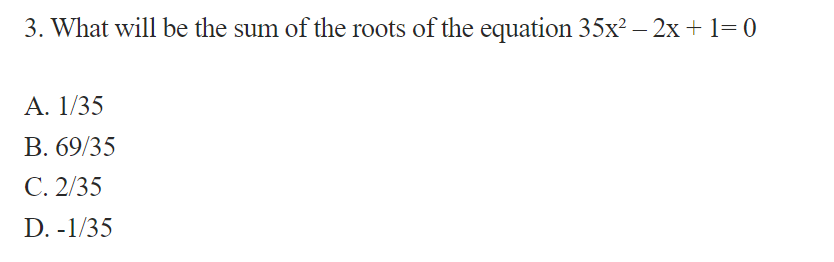 3. What will be the sum of the roots of the equation 35x² – 2x + 1= 0
A. 1/35
B. 69/35
C. 2/35
D. -1/35